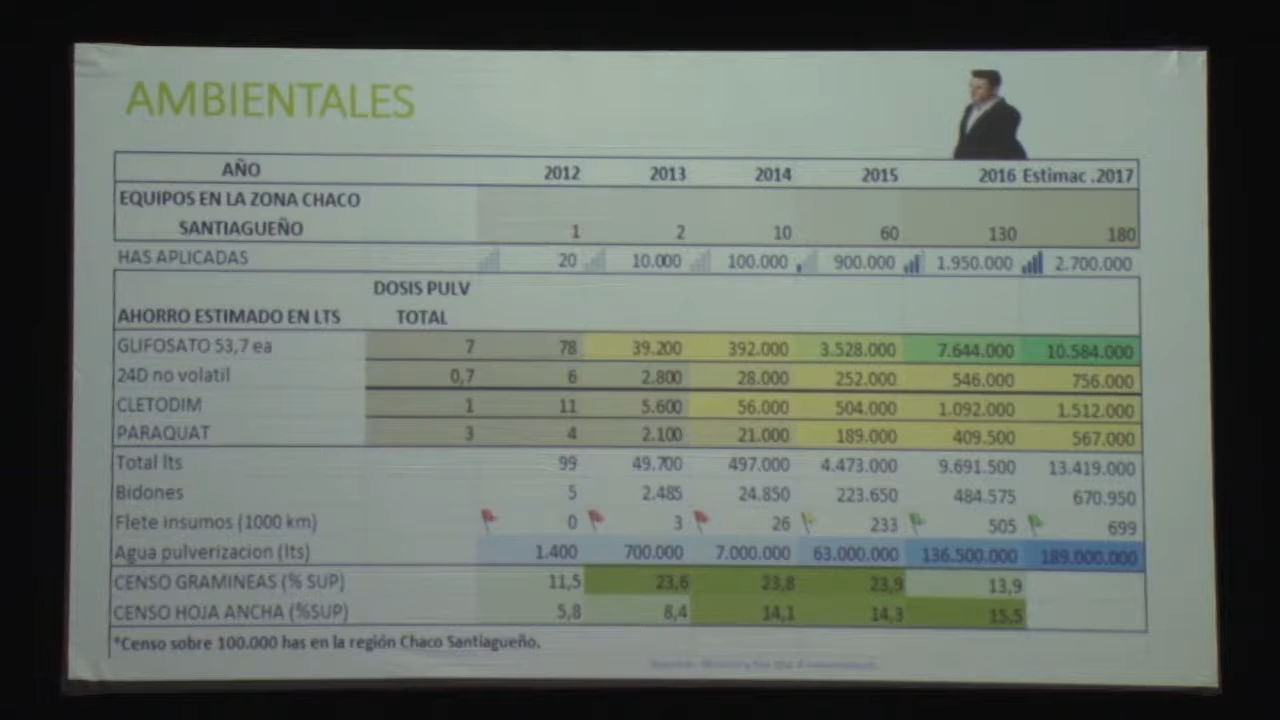 AMBIENTALES
AÑO 2012 2013 2014 2015 2016 Estimac .2017
EQUIPOS EN LA ZONA CHACO
SANTIAGUEÑO 1 2 10 60 130 180
HAS APLICADAS 20 10.000 100.000 900.000 1.950.000 2.700.000
DOSIS PULV
AHORRO ESTIMADO EN LTS TOTAL
GLIFOSATO 53,7 ea 7 78 39.200 392.000 3.528.000 7.644.000 10.584.000
24D no volatil 0,7 6 2.800 28.000 252.000 546.000 756.000
CLETODIM 1 11 5.600 56.000 504.000 1.092.000 1.512.000
PARAQUAT 3 4 2.100 21.000 189.000 409.500 567.000
Total lts 99 49.700 497.000 4.473.000 9.691.500 13.419.000
Bidones 5 2.485 24.850 223.650 484.575 670.950
Flete insumos (1000 km) 0 3 26 233 505 699
Agua pulverizacion (lts) 1.400 700.000 7.000.000 63.000.000 136.500.000 189.000.000
CENSO GRAMINEAS (% SUP) 11,5 23,6 23,8 23,9 13,9
CENSO HOJA ANCHA (%SUP) 5,8 8,4 14,1 14,3 15,5
*Censo sobre 100.000 has en la región Chaco Santiagueño.